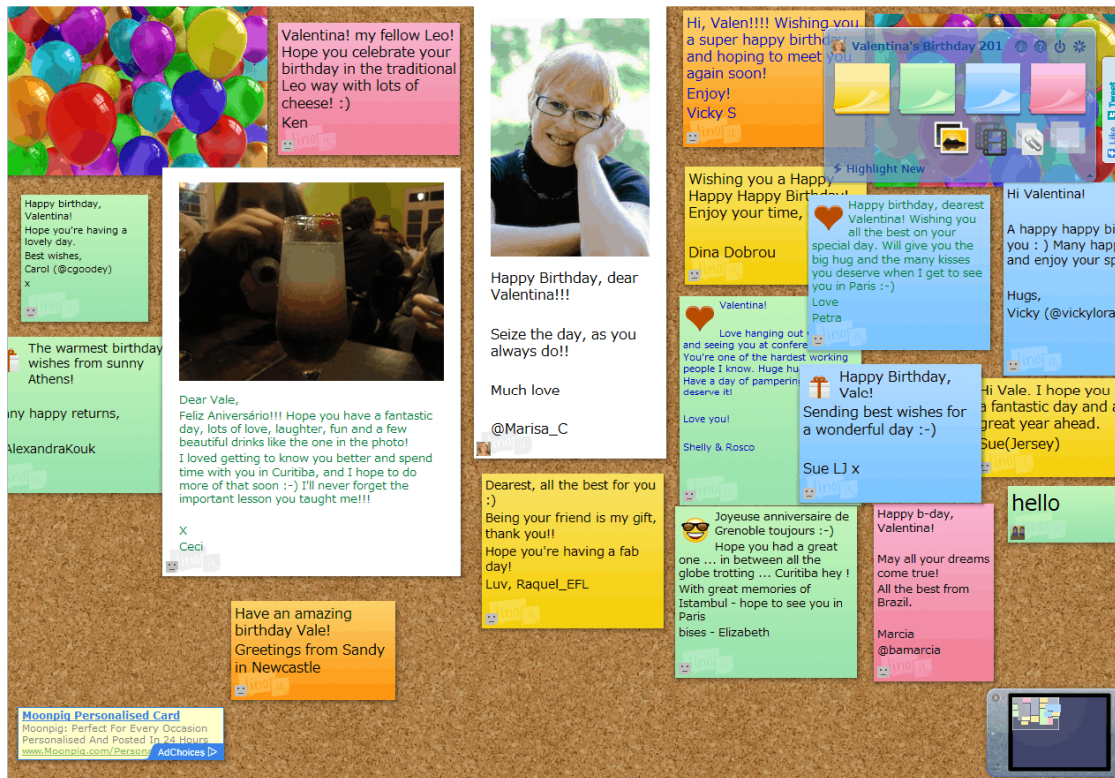 Valentina! my fellow Leo!
Hope you celebrate your
birthday in the traditional
Leo way with lots of
cheese! :)
Ken
Happy birthday,
Valentina!
Hope you're having a
lovely day.
Best wishes,
Carol (@cgoodey)
x
The warmest birthday
wishes from sunny
Athens!
happy returns,
AlexandraKouk
Dear Vale,
Feliz Aniversário!!! Hope you have a fantastic
day, lots of love, laughter, fun and a few
beautiful drinks like the one in the photo!
I loved getting to know you better and spend
time with you in Curitiba, and I hope to do
more of that soon :-) I'll never forget the
important lesson you taught me!!!
X
Ceci
Have an amazing
birthday Vale!
Greetings from Sandy
in Newcastle
Moonpig Personalised Card
Moonpig: Perfect For Every Occasion
Personalised And Posted In 24 Hours
www.Moonpig.com/Persona
AdChoices
Happy Birthday, dear
Valentina!!!
Seize the day, as you
always do!!
Much love
@Marisa_C
Dearest, all the best for you
:)
Being your friend is my gift,
thank you!!
Hope you're having a fab
day!
Luv, Raquel_EFL
Hi, Valen!!!! Wishing you
a super happy birthday
and hoping to meet you
again soon!
Enjoy!
Vicky S
Valentina's Birthday 201
Highlight New
Like
Tweet
Wishing you a Happy
Happy Happy Birthday!
Enjoy your time,
Dina Dobrou
Happy birthday, dearest
Valentina! Wishing you
all the best on your
special day. Will give you the
big hug and the many kisses
you deserve when I get to see
you in Paris :-)
Love
Petra
Hi Valentina!
A happy happy
you : ) Many
and enjoy your
Hugs,
Vicky (@vickylora
Valentina!
Love hanging out
and seeing you at
You're one of the hardest working
people I know. Huge
Have a day of pampering
deserve it!
Love you!
Shelly & Rosco
Happy Birthday,
Vale!
Sending best wishes for
a wonderful day :-)
Sue LJ x
Hi Vale. I hope you
a fantastic day and a
great year ahead.
Sue(Jersey)
hello
Joyeuse anniversaire de
Grenoble toujours :-)
Hope you had a great
one ... in between all the
globe trotting ... Curitiba hey !
With great memories of
Istambul - hope to see you in
Paris
bises - Elizabeth
Happy b-day,
Valentina!
May all your dreams
come true!
All the best from
Brazil.
Marcia
@bamarcia